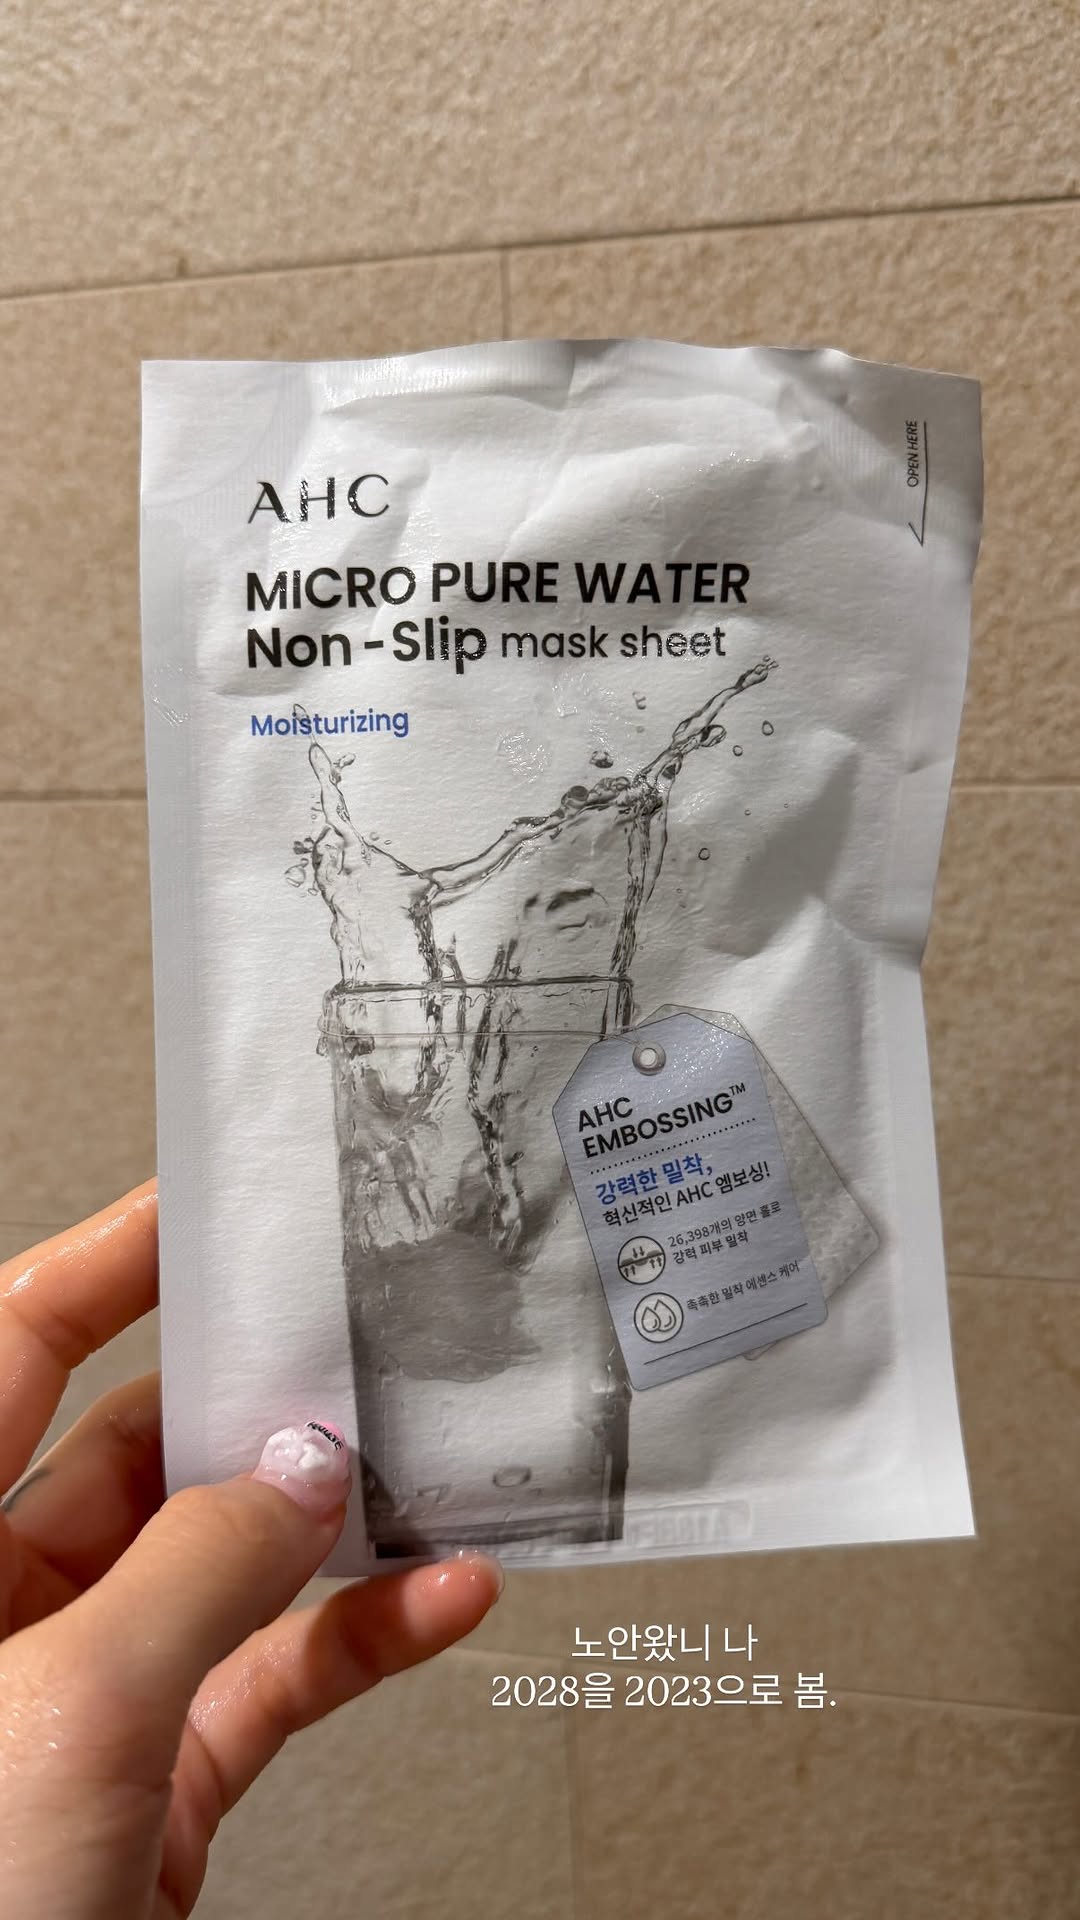 OPEN HERE
AHC
MICRO PURE WATER
Non-Slip mask sheet
Moisturizing
AHC
EMBOSSING™
강력한 밀착,
혁신적인 AHC 엠보싱!
26,398개의 양면 홀로
강력 피부 밀착
촉촉한 밀착 에센스 케어
노안왔니 나
2028을 2023으로 봄.